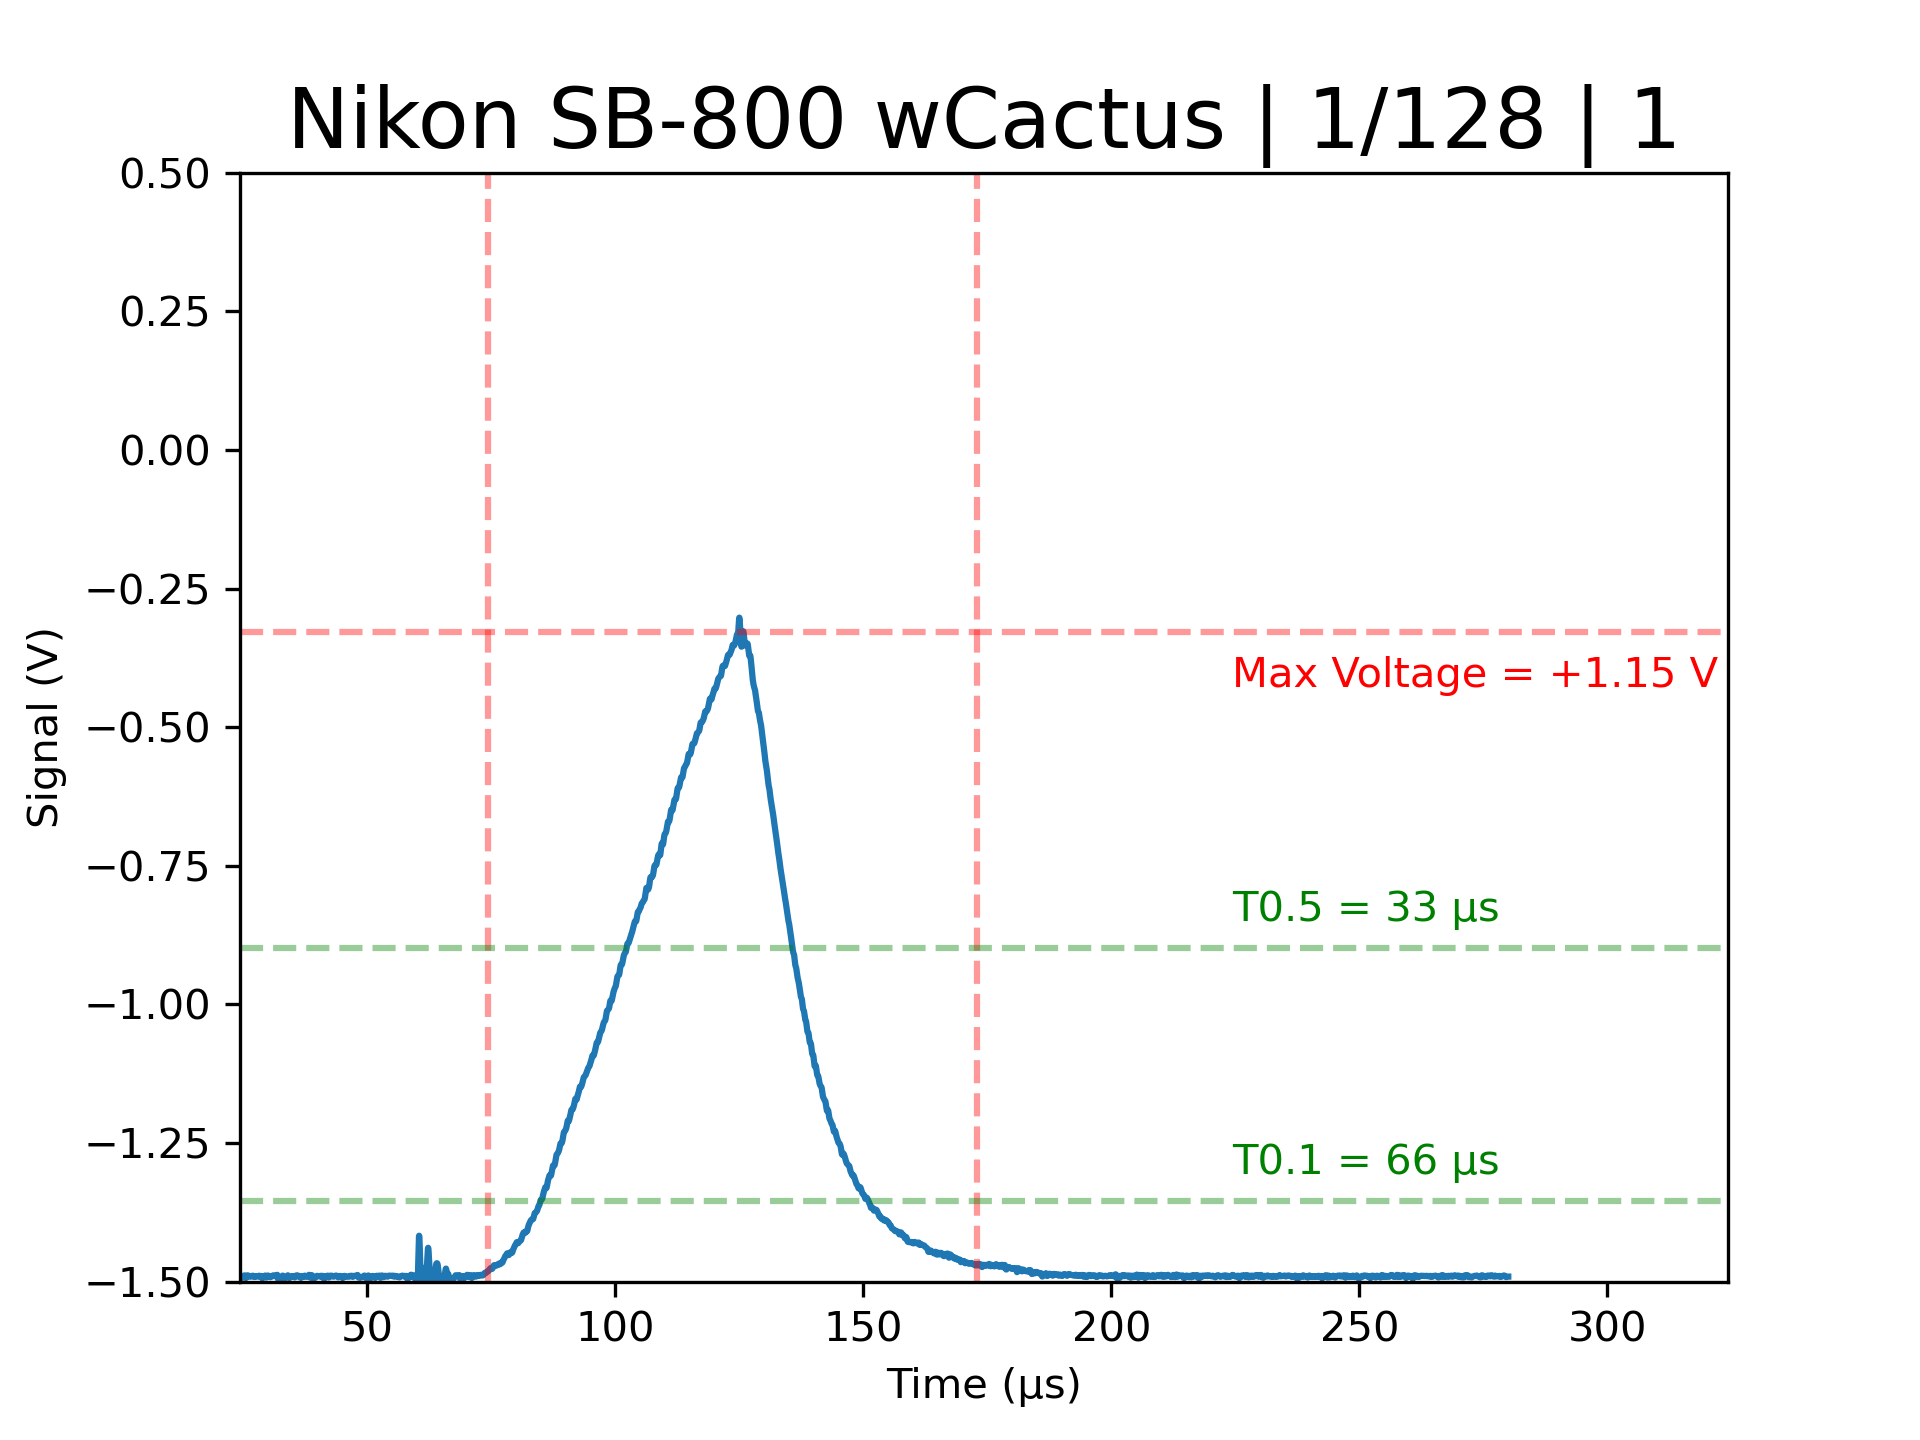 Nikon SB-800 wCactus | 1/128 | 1
0.50
0.25
0.00
−0.25
−0.50
−0.75
−1.00
−1.25
−1.50
Signal (V)
Max Voltage = +1.15 V
T0.5 = 33 µs
T0.1 = 66 µs
50 100 150 200 250 300
Time (µs)